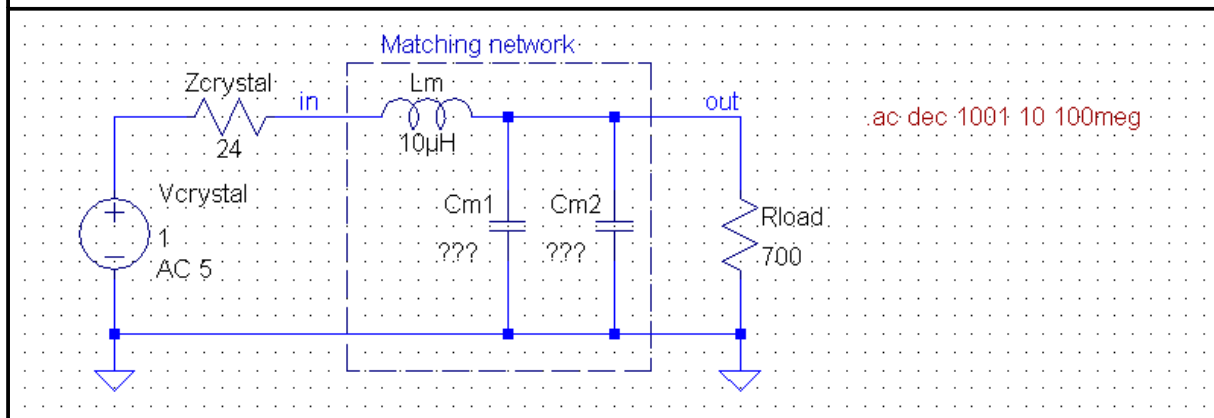 Matching network
Zcrystal
in
Lm
out
.ac dec 1001 10 100meg
24
10µH
Vcrystal
1
AC 5
Cm1
???
Cm2
???
Rload
700